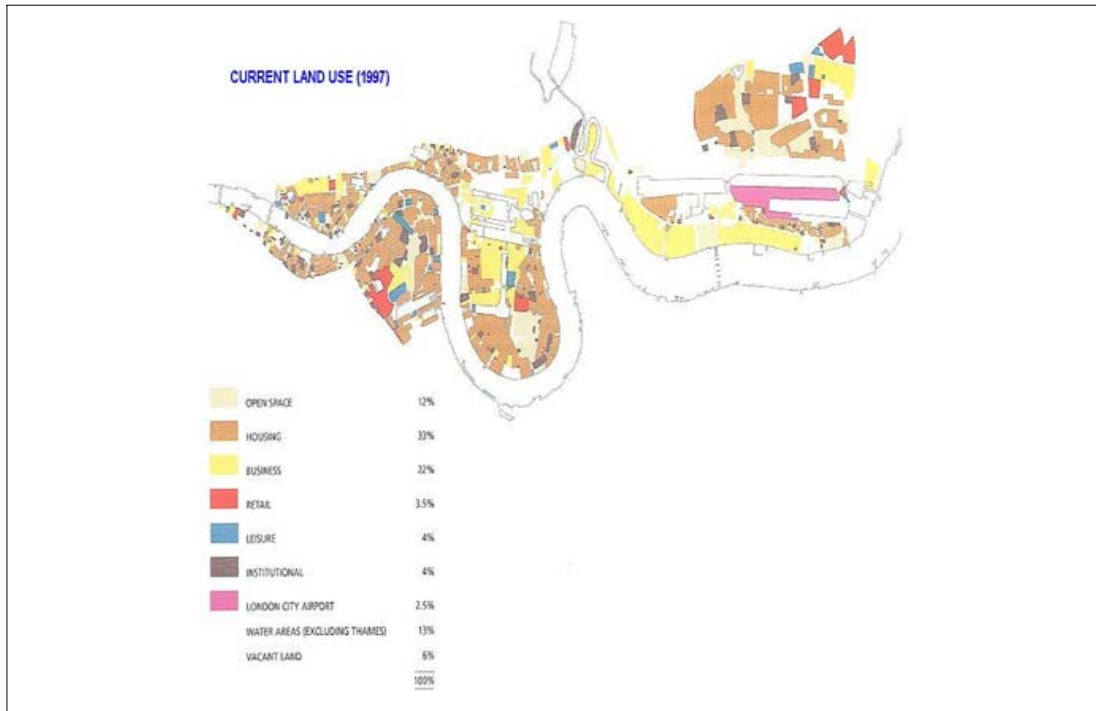 CURRENT LAND USE (1997)
OPEN SPACE 12%
HOUSING 33%
BUSINESS 22%
RETAIL 3.5%
LEISURE 4%
INSTITUTIONAL 4%
LONDON CITY AIRPORT 2.5%
WATER AREAS (EXCLUDING THAMES) 13%
VACANT LAND 6%
100%